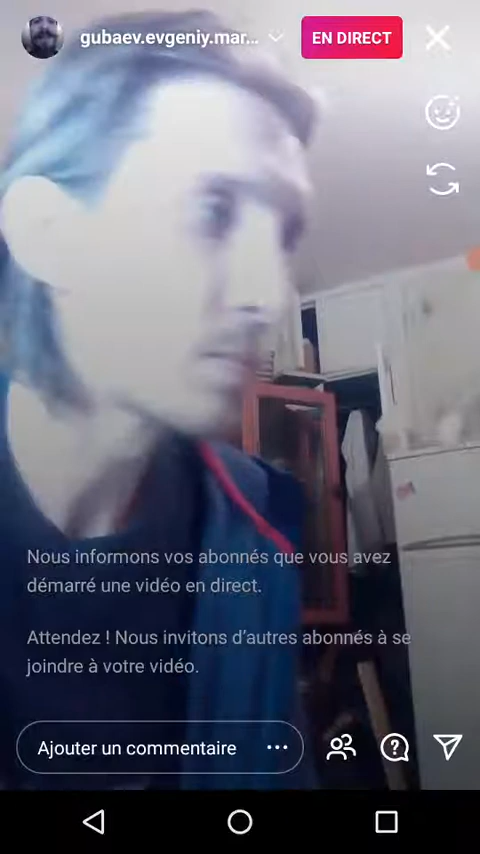 gubaev.evgeniy.mar...
EN DIRECT
Nous informons vos abonnés que vous avez
démarré une vidéo en direct.
Attendez ! Nous invitons d’autres abonnés à se
joindre à votre vidéo.
Ajouter un commentaire